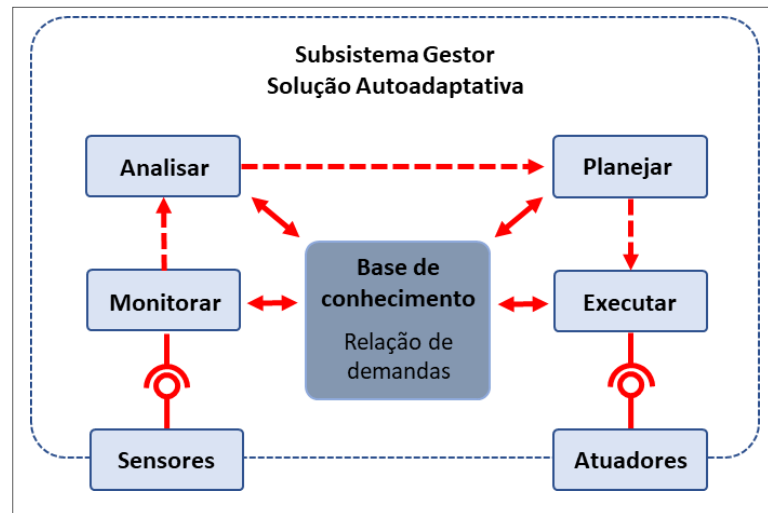 Subsistema Gestor
Solução Autoadaptativa
Analisar
Planejar
Base de
conhecimento
Relação de
demandas
Monitorar
Executar
Sensores
Atuadores